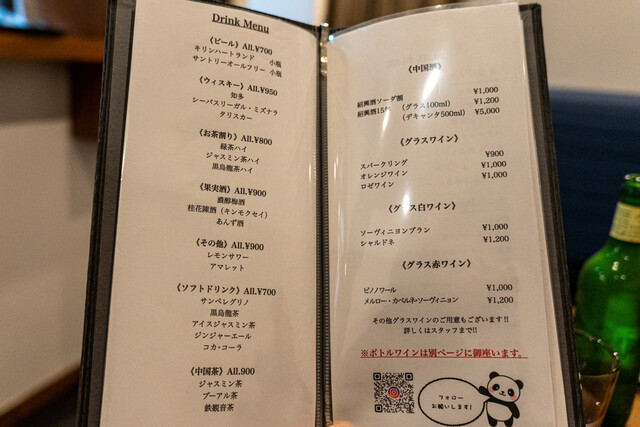 Drink Menu
《ビール》All.¥700
キリンハートランド 小瓶
サントリーオールフリー 小瓶
《ウィスキー》All.¥950
知多
シーバスリーガル・ミズナラ
タリスカー
《お茶割り》All.¥800
緑茶ハイ
ジャスミン茶ハイ
黒烏龍茶ハイ
《果実酒》All.¥900
濃醇梅酒
桂花陳酒（キンモクセイ）
あんず酒
《その他》All.¥900
レモンサワー
アマレット
《ソフトドリンク》All.¥700
サンペレグリノ
黒烏龍茶
アイスジャスミン茶
ジンジャーエール
コカ・コーラ
《中国茶》All.900
ジャスミン茶
プーアル茶
鉄観音茶
《中国酒》
紹興酒ソーダ割 ¥1,000
紹興酒15年 （グラス100ml） ¥1,200
（デキャンタ500ml） ¥5,000
《グラスワイン》
スパークリング ¥900
オレンジワイン ¥1,000
ロゼワイン ¥1,000
《グラス白ワイン》
ソーヴィニヨンブラン ¥1,000
シャルドネ ¥1,200
《グラス赤ワイン》
ピノノワール ¥1,000
メルロー・カベルネ・ソーヴィニョン ¥1,200
その他グラスワインのご用意もございます!!
詳しくはスタッフまで!!
※ボトルワインは別ページに御座います。
フォロー
お願いします!